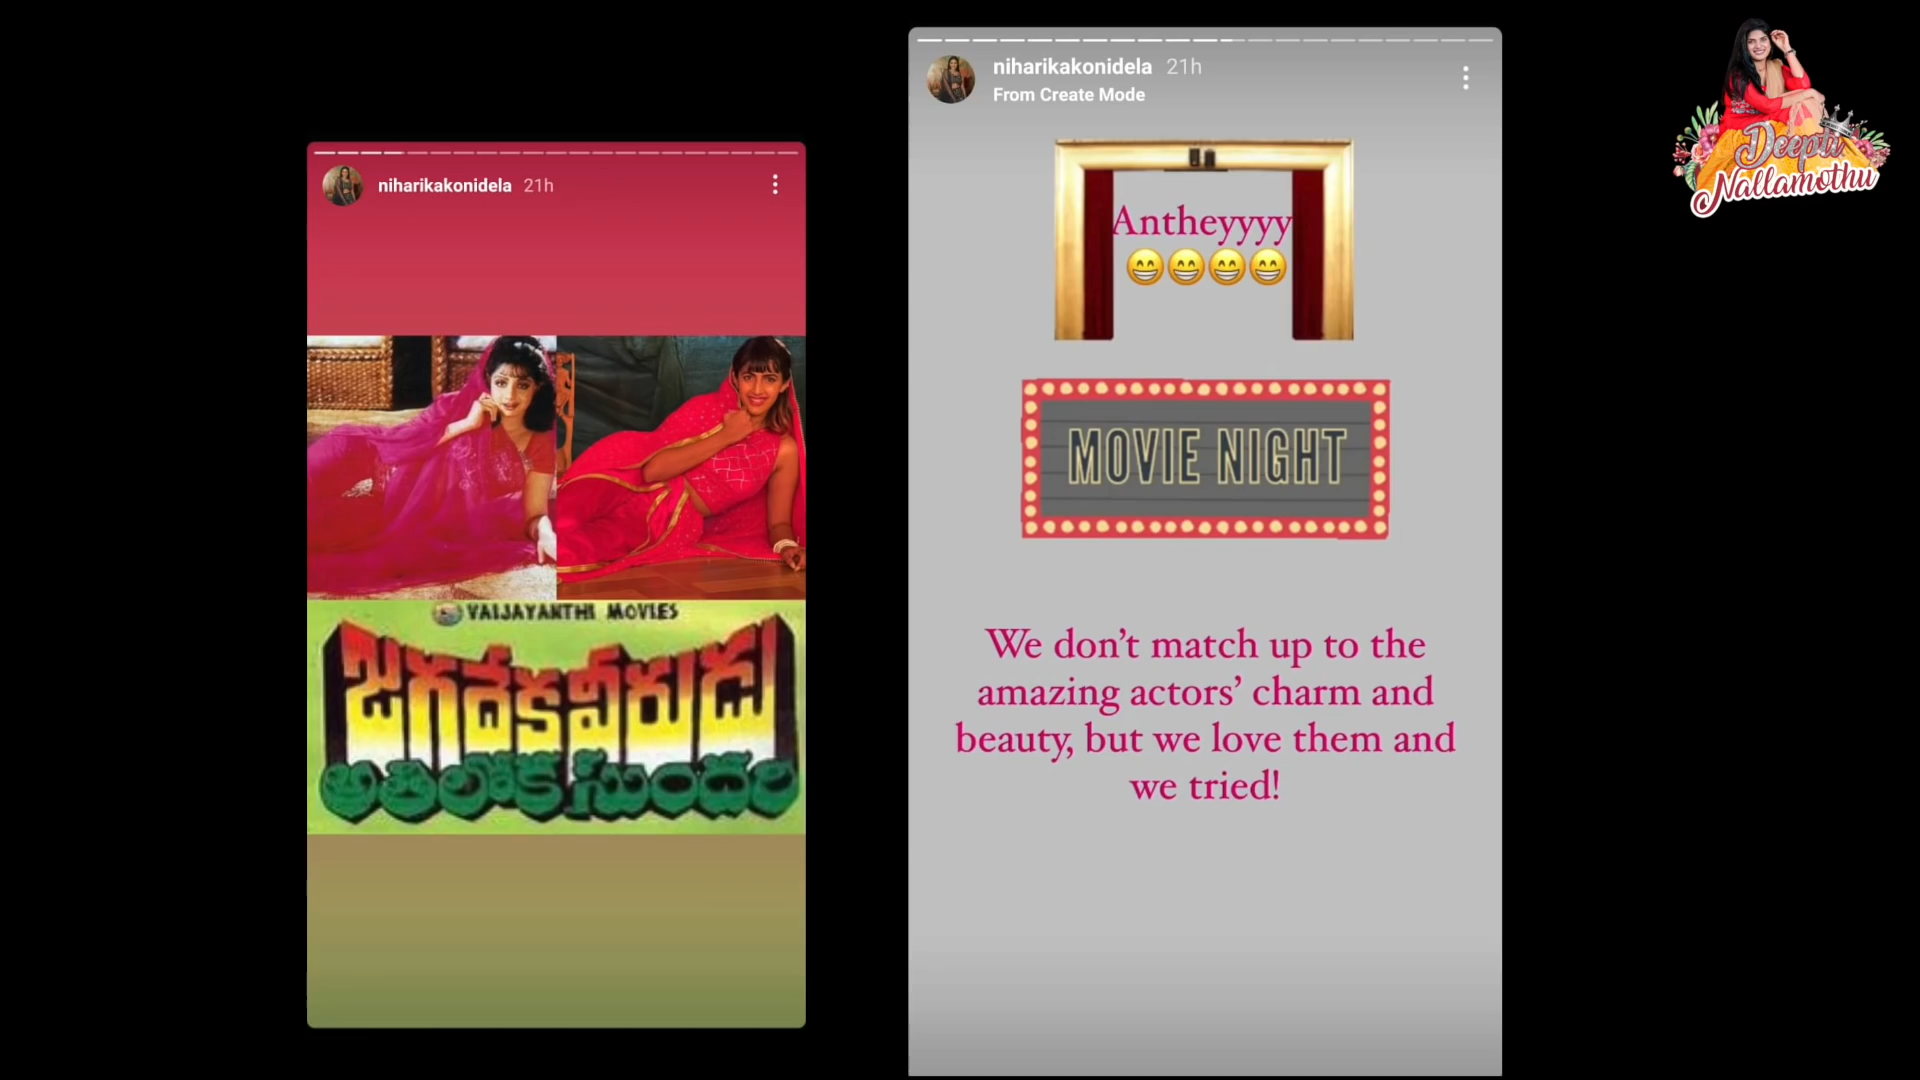 niharikakonidela 21h
VAIJAYANTHI MOVIES
జగదేకవీరుడు
అతిలోక సుందరి
niharikakonidela 21h
From Create Mode
Antheyyyy
😁😁😁😁
MOVIE NIGHT
We don't match up to the
amazing actors' charm and
beauty, but we love them and
we tried!
Deepti
Nallamothu